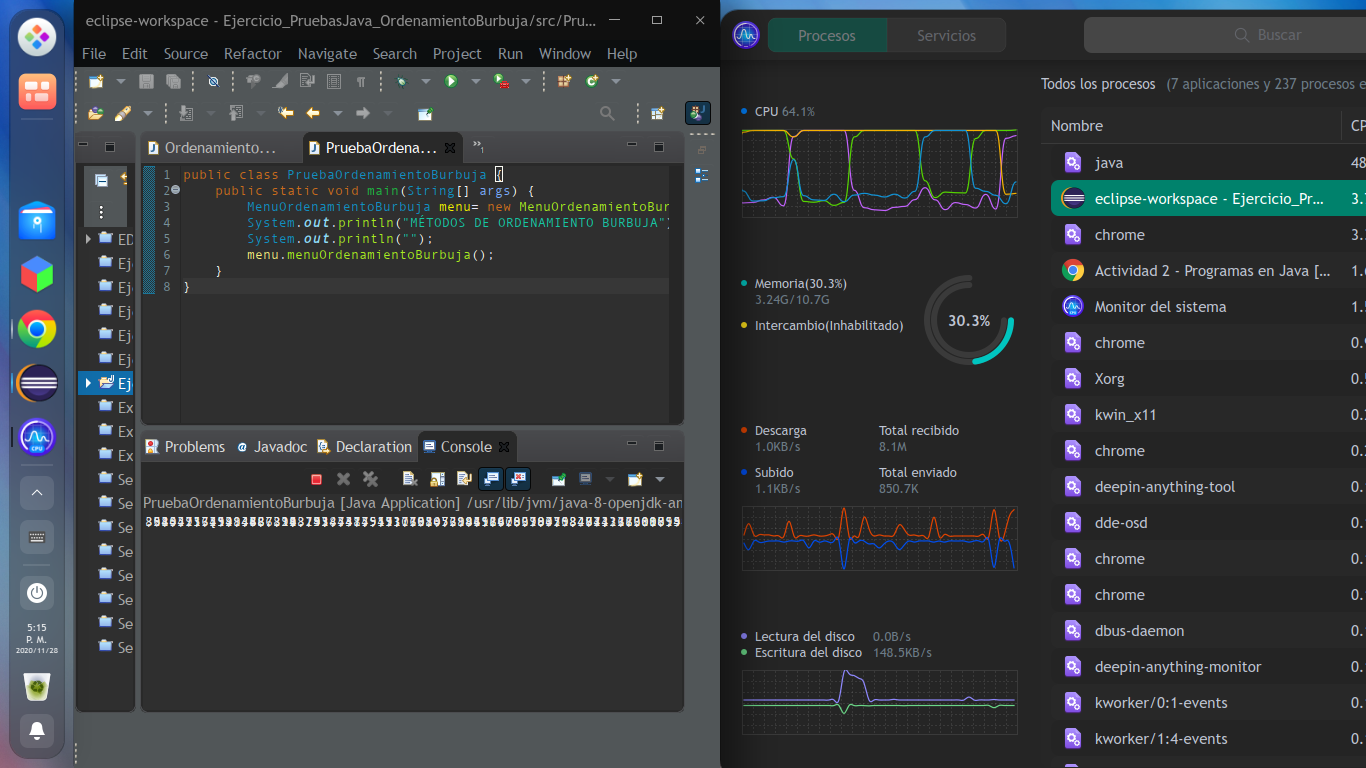 eclipse-workspace - Ejercicio_PruebasJava_OrdenamientoBurbuja/src/Pru...
File Edit Source Refactor Navigate Search Project Run Window Help
Ordenamiento...
PruebaOrdena...
1 public class PruebaOrdenamientoBurbuja {
2 public static void main(String[] args) {
3 MenuOrdenamientoBurbuja menu= new MenuOrdenamientoBur
4 System.out.println("MÉTODOS DE ORDENAMIENTO BURBUJA")
5 System.out.println("");
6 menu.menuOrdenamientoBurbuja();
7 }
8 }
ED
Eje
Eje
Eje
Eje
Eje
Eje
Ex
Ex
Ex
Se
Se
Se
Se
Se
Se
Se
Se
Problems Javadoc Declaration Console
PruebaOrdenamientoBurbuja [Java Application] /usr/lib/jvm/java-8-openjdk-am
CPU
5:15
P. M.
2020/11/28
Procesos Servicios
Buscar
CPU 64.1%
Memoria(30.3%)
3.24G/10.7G
Intercambio(Inhabilitado)
30.3%
Descarga
1.0KB/s
Total recibido
8.1M
Subido
1.1KB/s
Total enviado
850.7K
Lectura del disco 0.0B/s
Escritura del disco 148.5KB/s
Todos los procesos (7 aplicaciones y 237 procesos e
Nombre CP
java 48
eclipse-workspace - Ejercicio_Pr... 3.
chrome 3.
Actividad 2 - Programas en Java [... 1.
Monitor del sistema 1.
chrome 0.
Xorg 0.
kwin_x11 0.
chrome 0.
deepin-anything-tool 0.
dde-osd 0.
chrome 0.
chrome 0.
dbus-daemon 0.
deepin-anything-monitor 0.
kworker/0:1-events 0.
kworker/1:4-events 0.